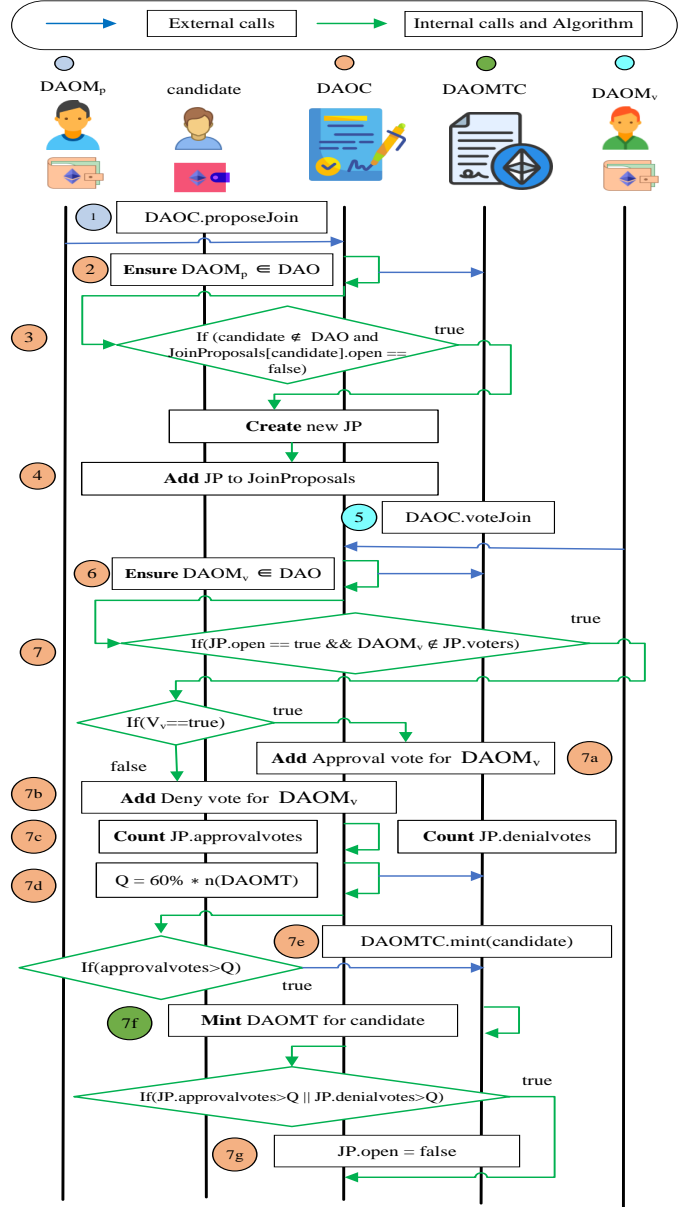 External calls
Internal calls and Algorithm
DAOMp
candidate
DAOC
DAOMTC
DAOMv
1
DAOC.proposeJoin
2
Ensure DAOMp ∈ DAO
3
If (candidate ∉ DAO and
JoinProposals[candidate].open ==
false)
true
Create new JP
4
Add JP to JoinProposals
5
DAOC.voteJoin
6
Ensure DAOMv ∈ DAO
7
If(JP.open == true && DAOMv ∉ JP.voters)
true
If(Vv==true)
true
false
Add Approval vote for DAOMv
7a
7b
Add Deny vote for DAOMv
7c
Count JP.approvalvotes
Count JP.denialvotes
7d
Q = 60% * n(DAOMT)
7e
DAOMTC.mint(candidate)
If(approvalvotes>Q)
true
7f
Mint DAOMT for candidate
If(JP.approvalvotes>Q || JP.denialvotes>Q)
true
7g
JP.open = false